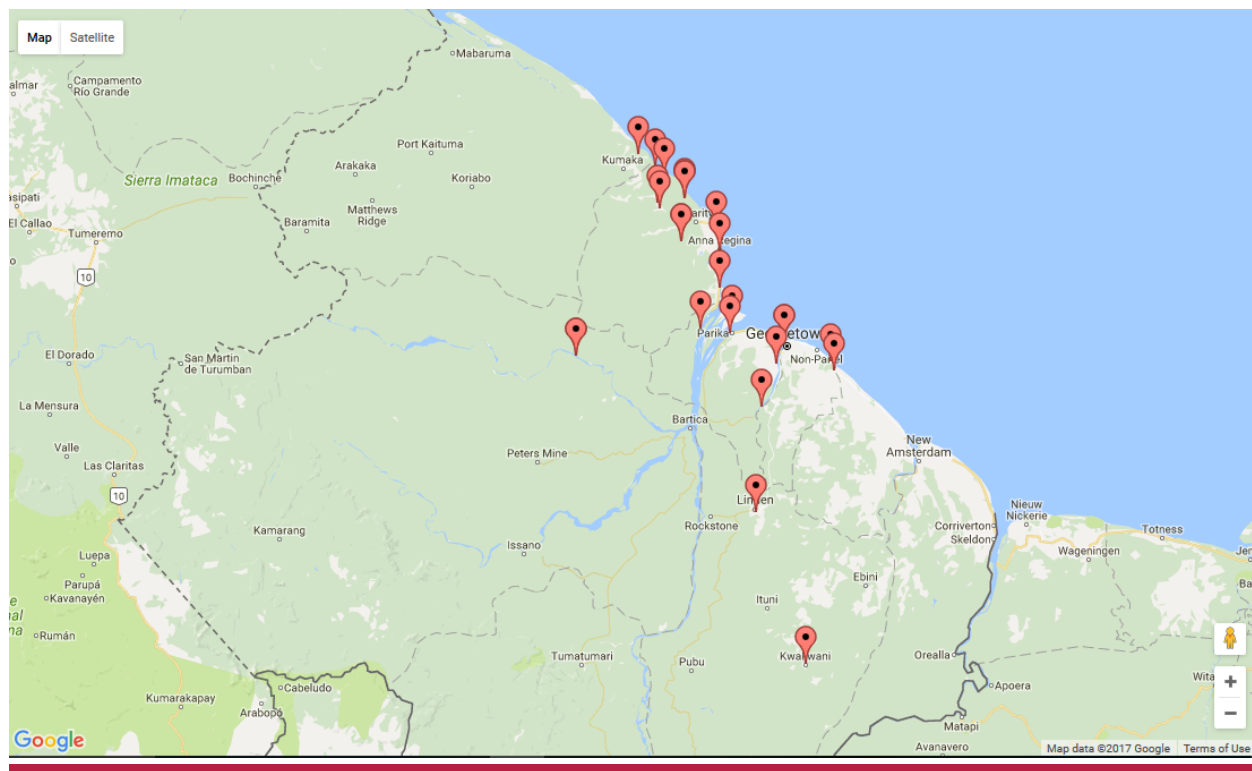 Map Satellite
Mabaruma
Campamento
Río Grande
almar
Port Kaituma
Arakaka
Kumaka
Koriabo
Sierra Imataca
Bochinche
asipati
Matthews
Ridge
El Callao
Baramita
Tumeremo
Anna Regina
10
Georgetown
Parika
Non-Pariel
El Dorado
San Martin
de Turumban
La Mensura
Bartica
Valle
Peters Mine
New
Amsterdam
Las Claritas
10
Linden
Nieuw
Nickerie
Rockstone
Corriverton
Totness
Kamarang
Skeldon
Issano
Wageningen
Luepa
Ebini
Parupá
Kavanayén
Ituni
Rumán
Tumatumari
Pubu
Kwakwani
Orealla
Cabeludo
Apoera
Kumarakapay
Arabopó
Matapi
Avanavero
Google
Map data ©2017 Google Terms of Use